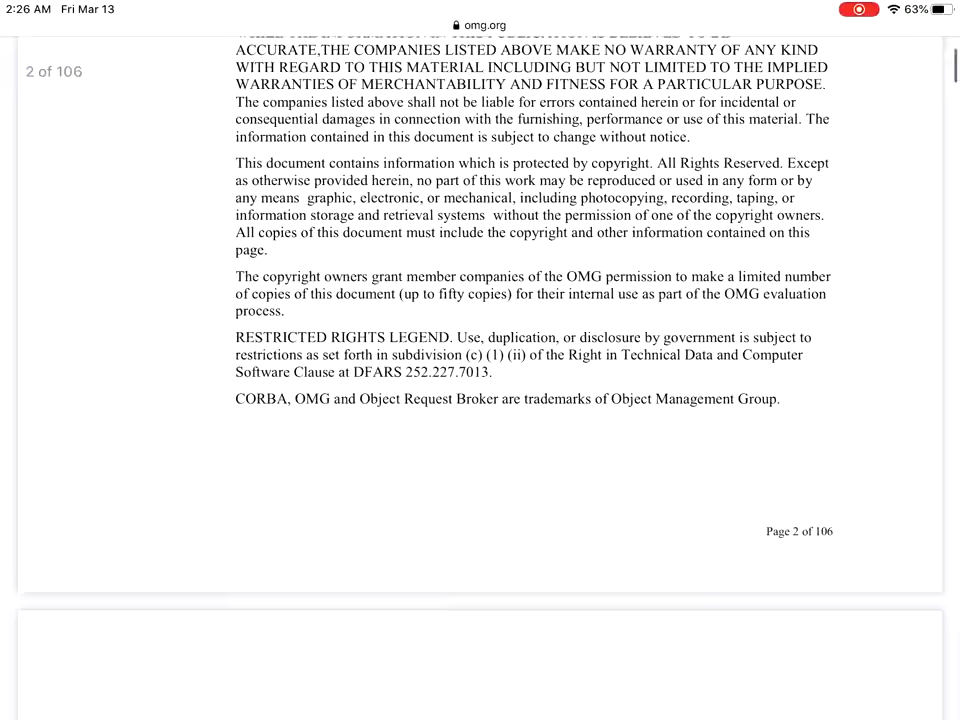 2:26 AM Fri Mar 13
63%
omg.org
2 of 106
ACCURATE,THE COMPANIES LISTED ABOVE MAKE NO WARRANTY OF ANY KIND
WITH REGARD TO THIS MATERIAL INCLUDING BUT NOT LIMITED TO THE IMPLIED
WARRANTIES OF MERCHANTABILITY AND FITNESS FOR A PARTICULAR PURPOSE.
The companies listed above shall not be liable for errors contained herein or for incidental or
consequential damages in connection with the furnishing, performance or use of this material. The
information contained in this document is subject to change without notice.
This document contains information which is protected by copyright. All Rights Reserved. Except
as otherwise provided herein, no part of this work may be reproduced or used in any form or by
any means graphic, electronic, or mechanical, including photocopying, recording, taping, or
information storage and retrieval systems without the permission of one of the copyright owners.
All copies of this document must include the copyright and other information contained on this
page.
The copyright owners grant member companies of the OMG permission to make a limited number
of copies of this document (up to fifty copies) for their internal use as part of the OMG evaluation
process.
RESTRICTED RIGHTS LEGEND. Use, duplication, or disclosure by government is subject to
restrictions as set forth in subdivision (c) (1) (ii) of the Right in Technical Data and Computer
Software Clause at DFARS 252.227.7013.
CORBA, OMG and Object Request Broker are trademarks of Object Management Group.
Page 2 of 106